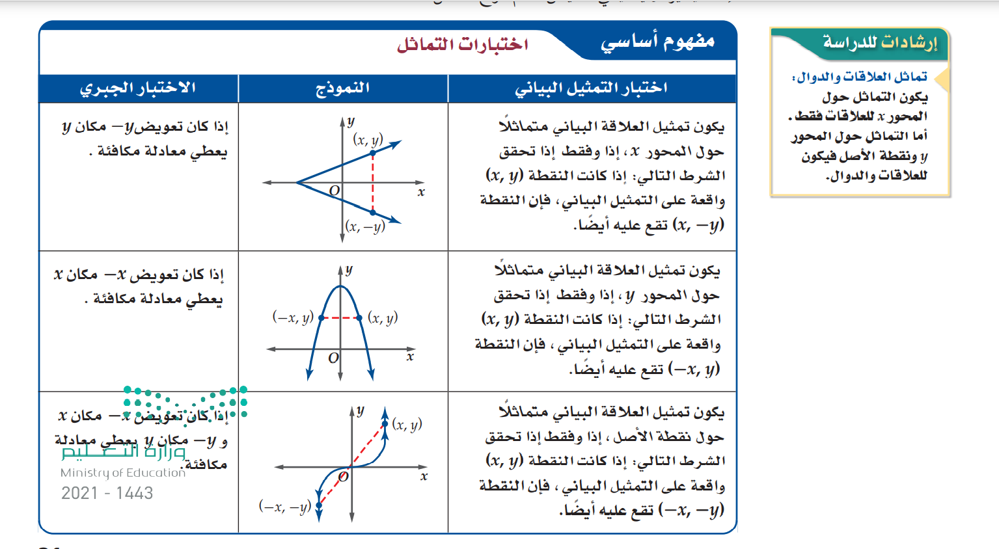 مفهوم أساسي
اختبارات التماثل
اختبار التمثيل البياني
النموذج
الاختبار الجبري
يكون تمثيل العلاقة البياني متماثلًا
حول المحور x، إذا وفقط إذا تحقق
الشرط التالي: إذا كانت النقطة (x, y)
واقعة على التمثيل البياني، فإن النقطة
(x, −y) تقع عليه أيضًا.
y
(x, y)
O
x
(x, −y)
إذا كان تعويض −y مكان y
يعطي معادلة مكافئة .
يكون تمثيل العلاقة البياني متماثلًا
حول المحور y، إذا وفقط إذا تحقق
الشرط التالي: إذا كانت النقطة (x, y)
واقعة على التمثيل البياني، فإن النقطة
(−x, y) تقع عليه أيضًا.
y
(−x, y)
(x, y)
O
x
إذا كان تعويض −x مكان x
يعطي معادلة مكافئة .
يكون تمثيل العلاقة البياني متماثلًا
حول نقطة الأصل، إذا وفقط إذا تحقق
الشرط التالي: إذا كانت النقطة (x, y)
واقعة على التمثيل البياني، فإن النقطة
(−x, −y) تقع عليه أيضًا.
y
(x, y)
O
x
(−x, −y)
إذا كان تعويض −x مكان x
و −y مكان y يعطي معادلة
مكافئة.
وزارة التعليم
Ministry of Education
2021 - 1443
إرشادات للدراسة
تماثل العلاقات والدوال:
يكون التماثل حول
المحور x للعلاقات فقط.
أما التماثل حول المحور
y ونقطة الأصل فيكون
للعلاقات والدوال.